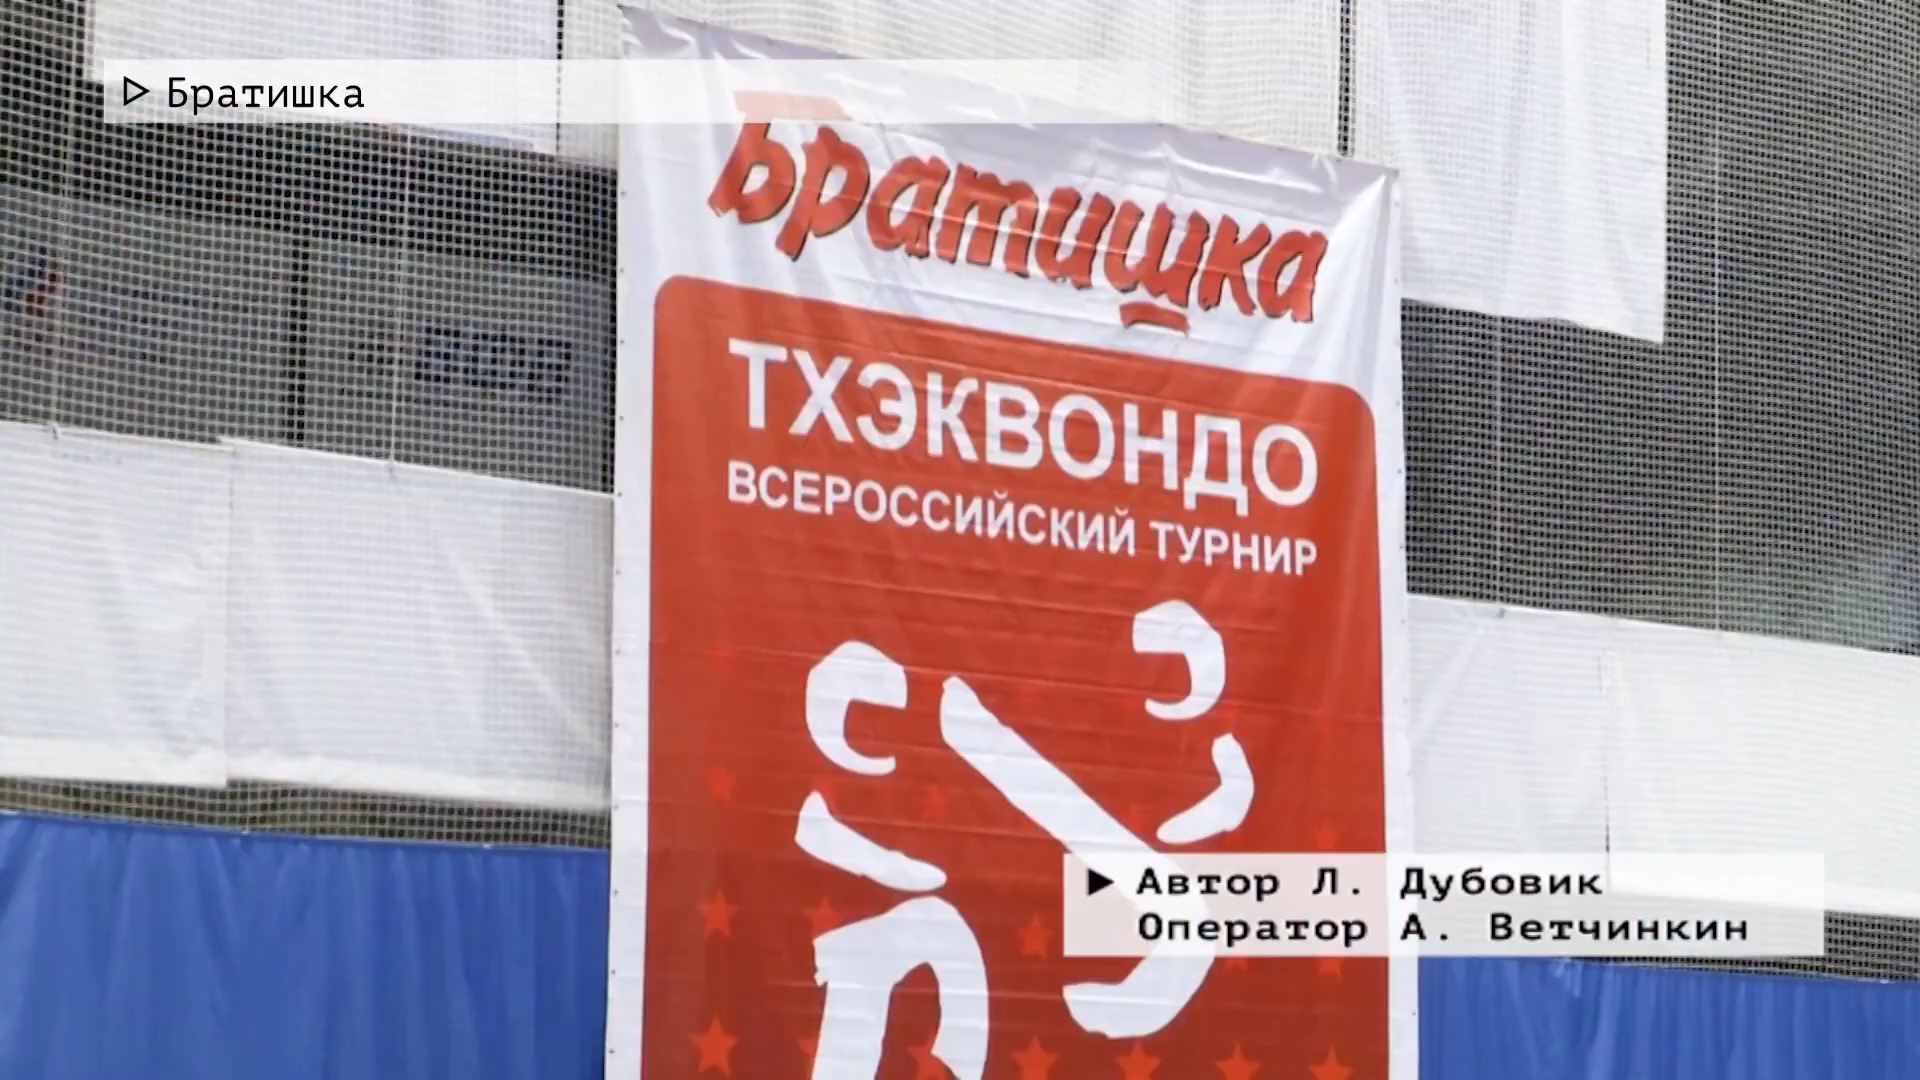 Братишка
Братишка
ТХЭКВОНДО
ВСЕРОССИЙСКИЙ ТУРНИР
Автор Л. Дубовик
Оператор А. Ветчинкин